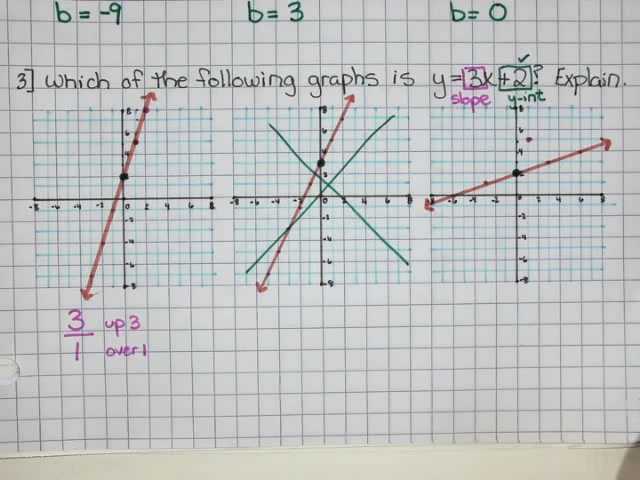 b = -9 b = 3 b = 0
3] Which of the following graphs is y = 3x + 2? Explain.
slope y-int
3/1 up 3
over 1